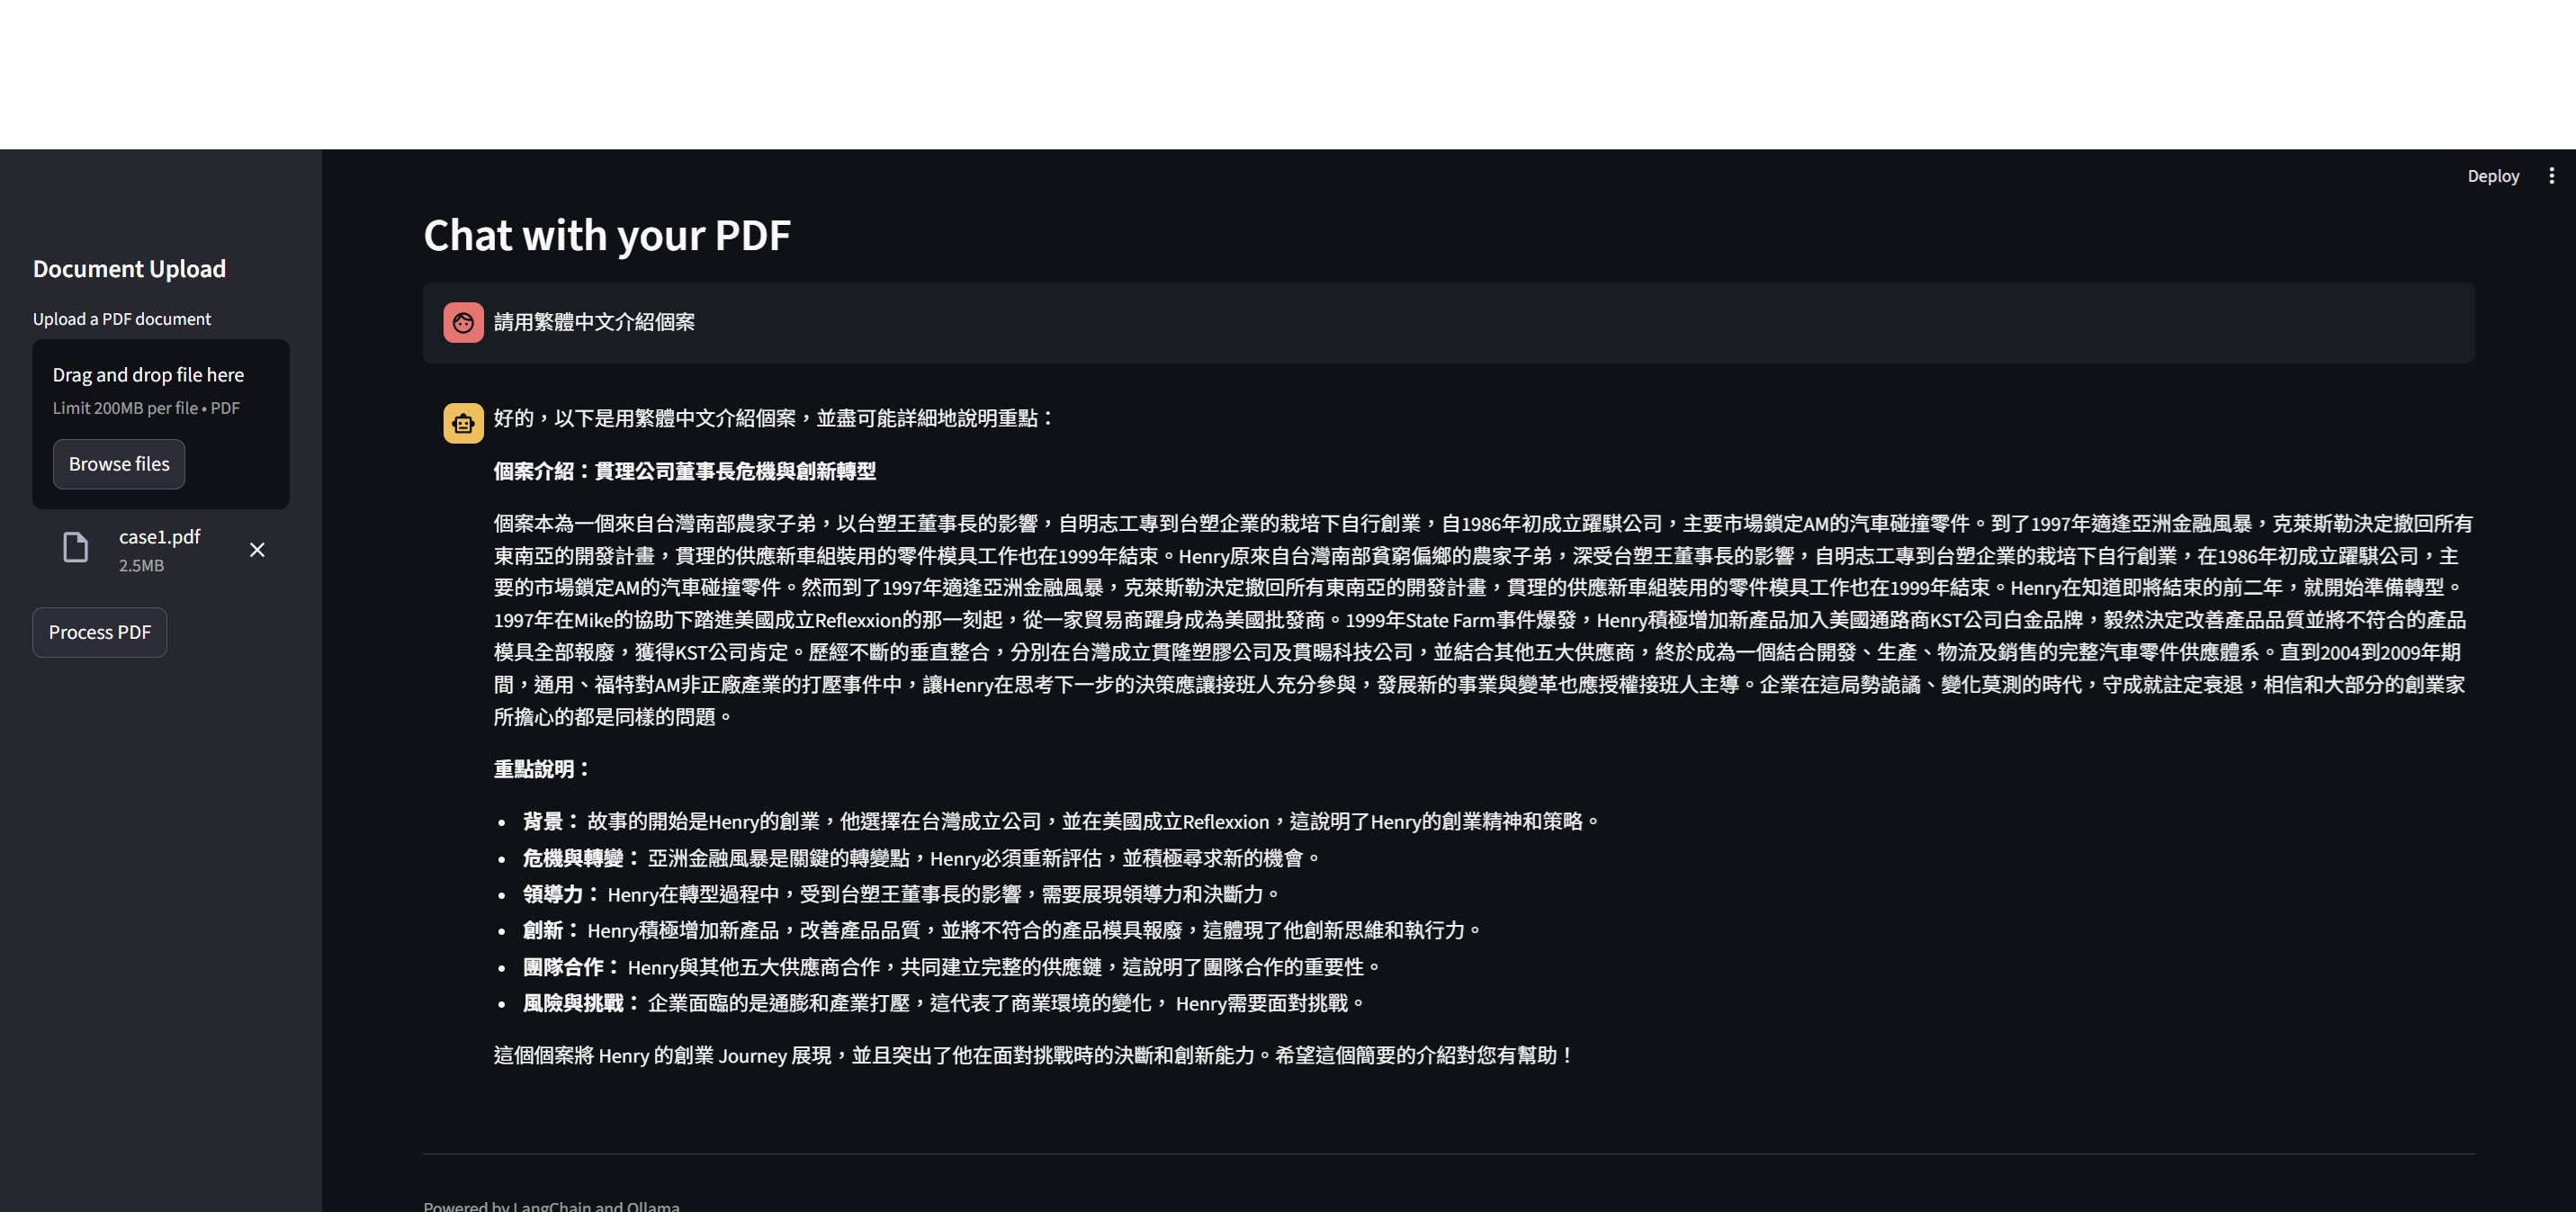 Deploy
Document Upload
Upload a PDF document
Drag and drop file here
Limit 200MB per file • PDF
Browse files
case1.pdf
2.5MB
Process PDF
Chat with your PDF
請用繁體中文介紹個案
好的，以下是用繁體中文介紹個案，並盡可能詳細地說明重點：
個案介紹：貫理公司董事長危機與創新轉型
個案本為一個來自台灣南部農家子弟，以台塑王董事長的影響，自明志工專到台塑企業的栽培下自行創業，自1986年初成立躍騏公司，主要市場鎖定AM的汽車碰撞零件。到了1997年適逢亞洲金融風暴，克萊斯勒決定撤回所有
東南亞的開發計畫，貫理的供應新車組裝用的零件模具工作也在1999年結束。Henry原來自台灣南部貧窮偏鄉的農家子弟，深受台塑王董事長的影響，自明志工專到台塑企業的栽培下自行創業，在1986年初成立躍騏公司，主
要的市場鎖定AM的汽車碰撞零件。然而到了1997年適逢亞洲金融風暴，克萊斯勒決定撤回所有東南亞的開發計畫，貫理的供應新車組裝用的零件模具工作也在1999年結束。Henry在知道即將結束的前二年，就開始準備轉型。
1997年在Mike的協助下踏進美國成立Reflexxion的那一刻起，從一家貿易商躍身成為美國批發商。1999年State Farm事件爆發，Henry積極增加新產品加入美國通路商KST公司白金品牌，毅然決定改善產品品質並將不符合的產品
模具全部報廢，獲得KST公司肯定。歷經不斷的垂直整合，分別在台灣成立貫隆塑膠公司及貫暘科技公司，並結合其他五大供應商，終於成為一個結合開發、生產、物流及銷售的完整汽車零件供應體系。直到2004到2009年期
間，通用、福特對AM非正廠產業的打壓事件中，讓Henry在思考下一步的決策應讓接班人充分參與，發展新的事業與變革也應授權接班人主導。企業在這局勢詭譎、變化莫測的時代，守成就註定衰退，相信和大部分的創業家
所擔心的都是同樣的問題。
重點說明：
• 背景： 故事的開始是Henry的創業，他選擇在台灣成立公司，並在美國成立Reflexxion，這說明了Henry的創業精神和策略。
• 危機與轉變： 亞洲金融風暴是關鍵的轉變點，Henry必須重新評估，並積極尋求新的機會。
• 領導力： Henry在轉型過程中，受到台塑王董事長的影響，需要展現領導力和決斷力。
• 創新： Henry積極增加新產品，改善產品品質，並將不符合的產品模具報廢，這體現了他創新思維和執行力。
• 團隊合作： Henry與其他五大供應商合作，共同建立完整的供應鏈，這說明了團隊合作的重要性。
• 風險與挑戰： 企業面臨的是通膨和產業打壓，這代表了商業環境的變化， Henry需要面對挑戰。
這個個案將 Henry 的創業 Journey 展現，並且突出了他在面對挑戰時的決斷和創新能力。希望這個簡要的介紹對您有幫助！
Powered by LangChain and Ollama